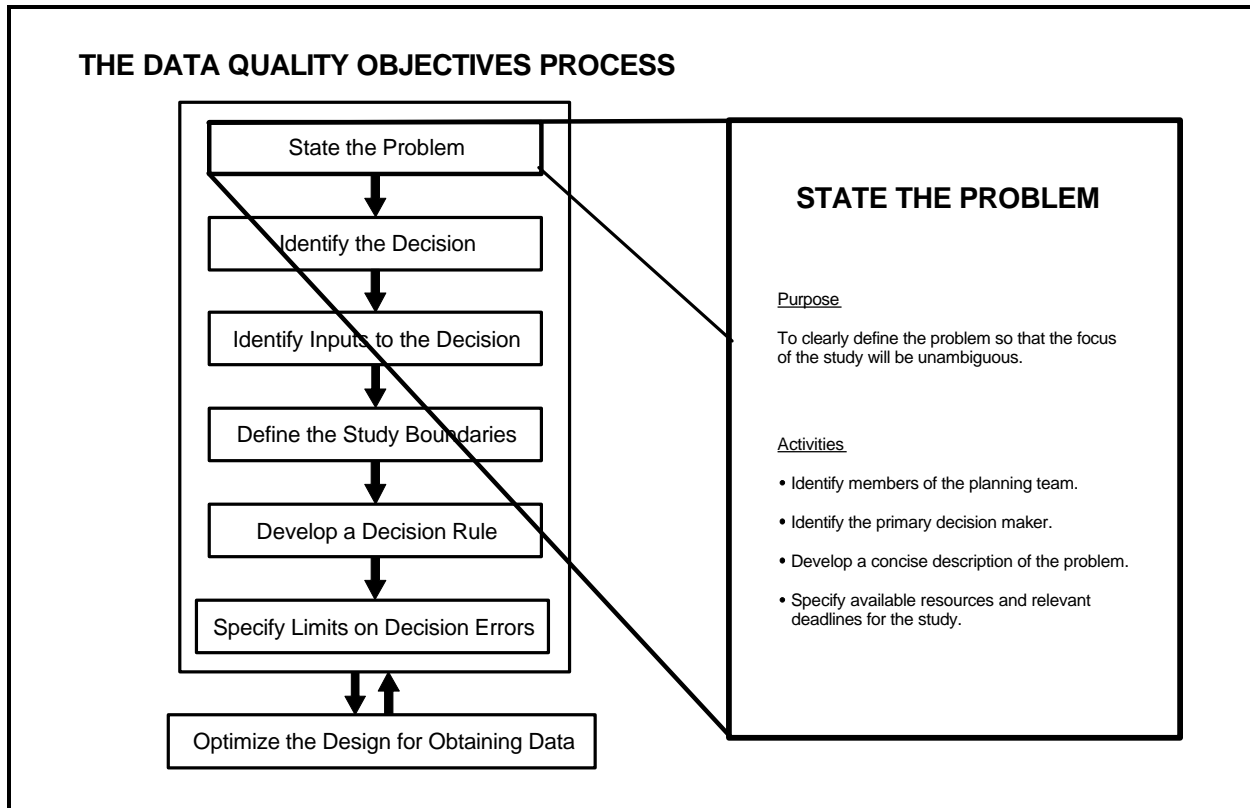 THE DATA QUALITY OBJECTIVES PROCESS
State the Problem
Identify the Decision
Identify Inputs to the Decision
Define the Study Boundaries
Develop a Decision Rule
Specify Limits on Decision Errors
Optimize the Design for Obtaining Data
STATE THE PROBLEM
Purpose
To clearly define the problem so that the focus
of the study will be unambiguous.
Activities
• Identify members of the planning team.
• Identify the primary decision maker.
• Develop a concise description of the problem.
• Specify available resources and relevant
deadlines for the study.